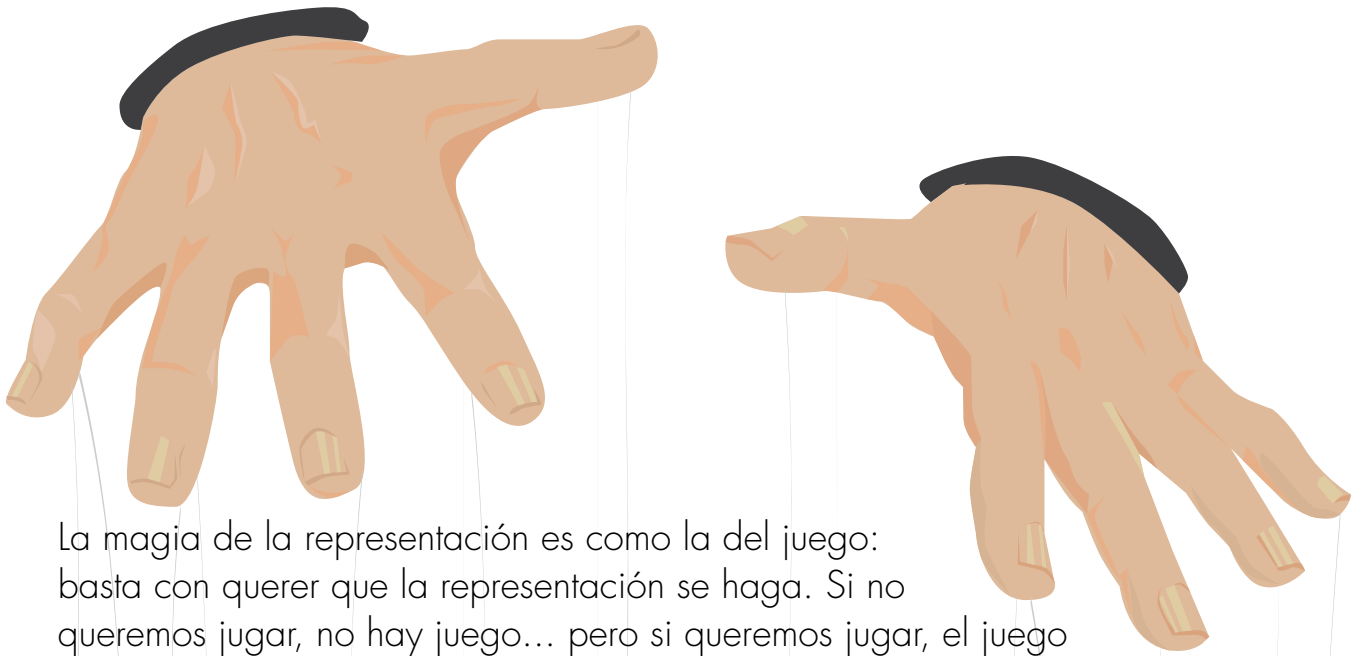 La magia de la representación es como la del juego:
basta con querer que la representación se haga. Si no
queremos jugar, no hay juego... pero si queremos jugar, el juego